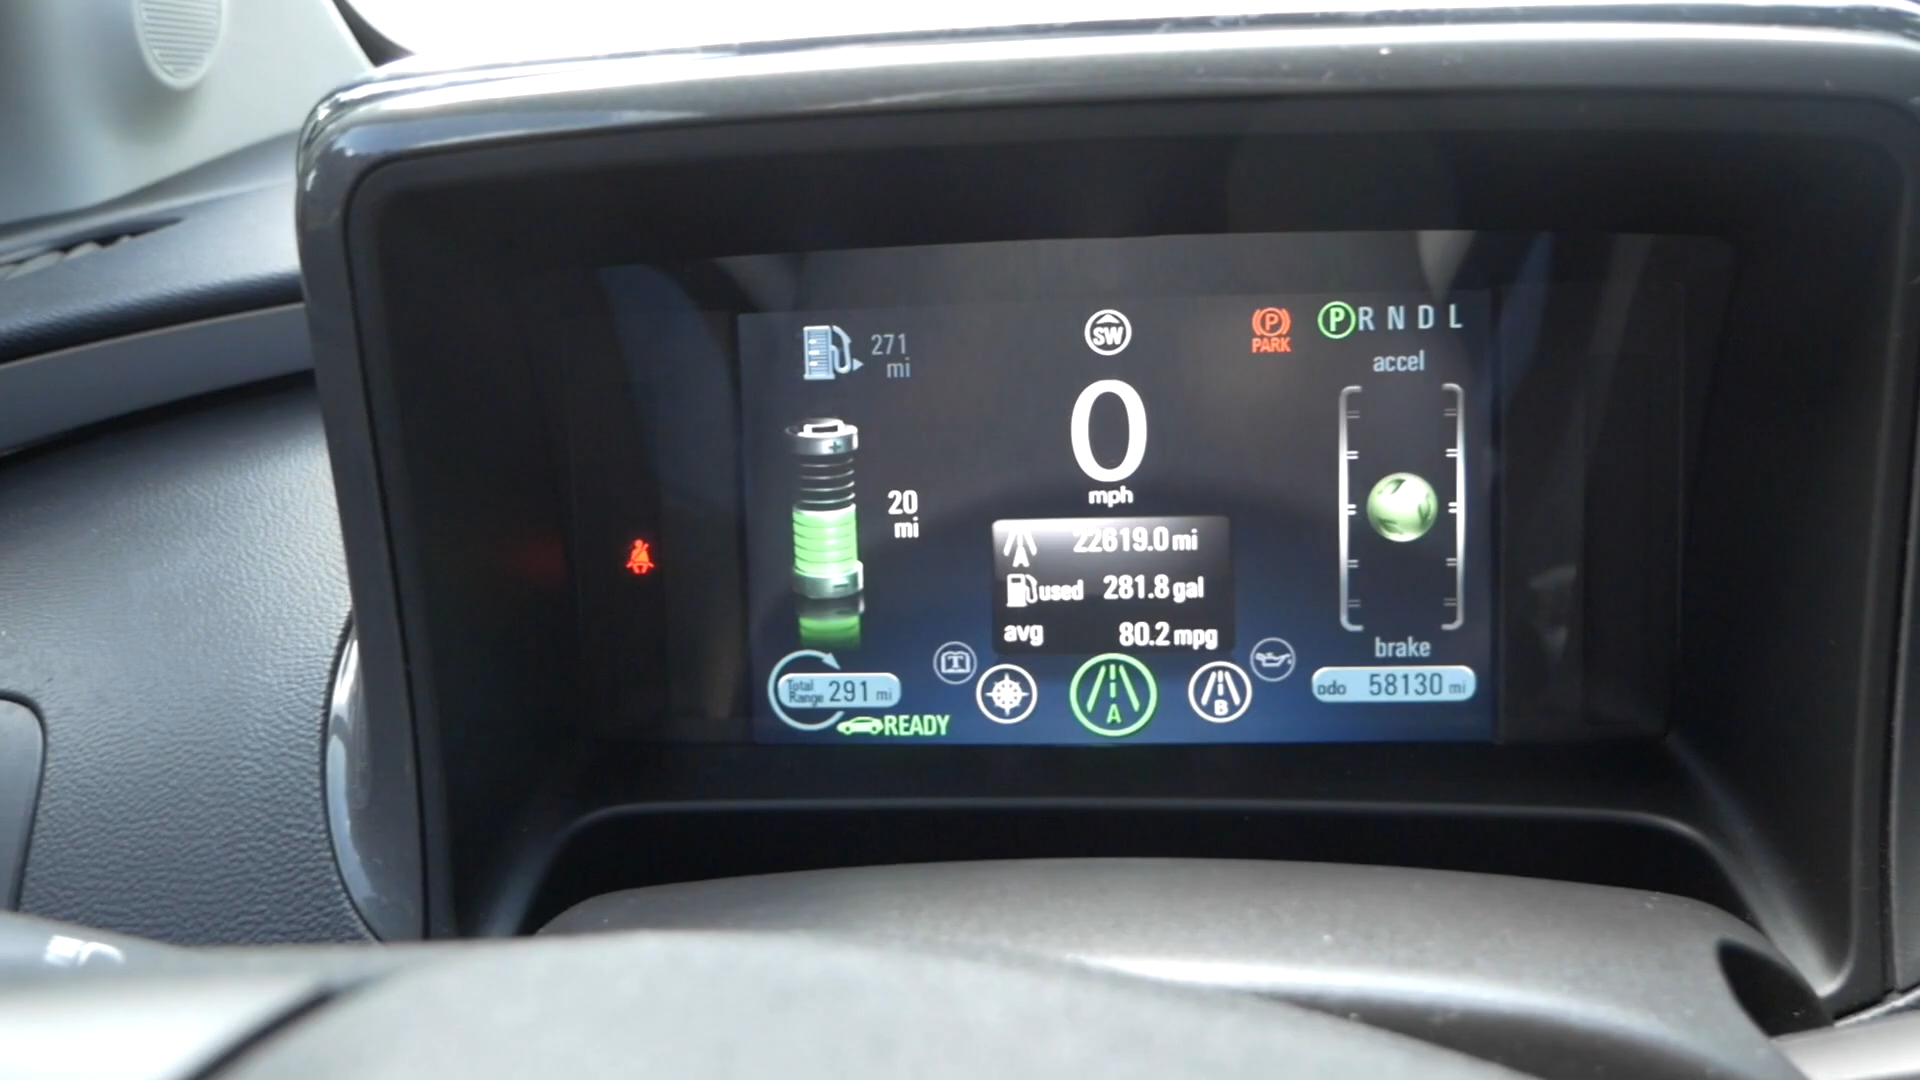 271 mi
SW
P PARK
P R N D L
accel
0
mph
20 mi
A 22619.0 mi
used 281.8 gal
avg 80.2 mpg
brake
T
A
B
Total Range 291 mi
odo 58130 mi
READY